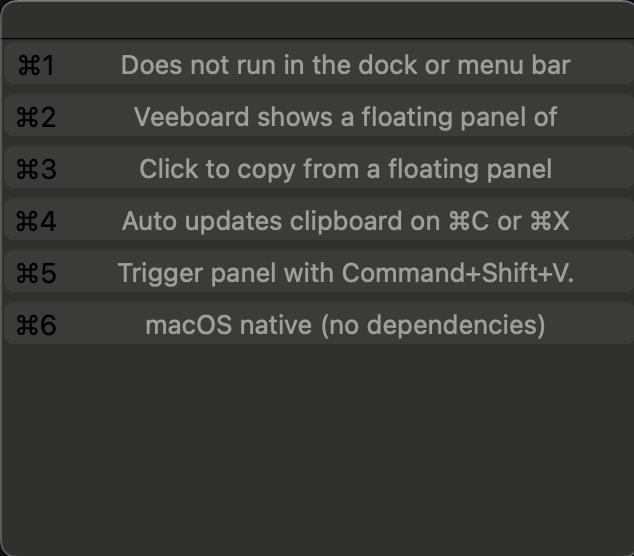 ⌘1 Does not run in the dock or menu bar
⌘2 Veeboard shows a floating panel of
⌘3 Click to copy from a floating panel
⌘4 Auto updates clipboard on ⌘C or ⌘X
⌘5 Trigger panel with Command+Shift+V.
⌘6 macOS native (no dependencies)